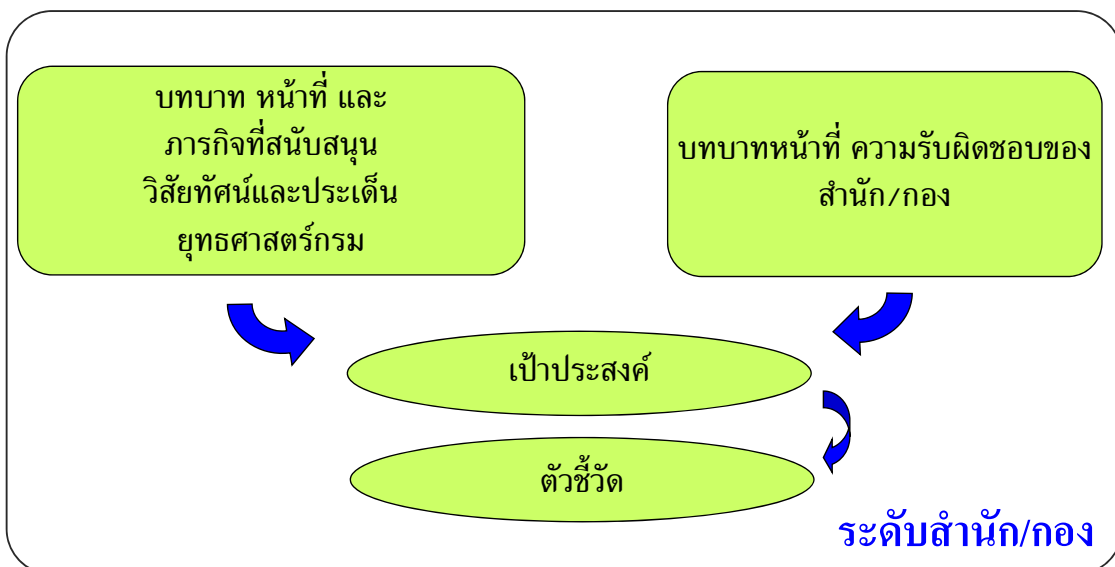 บทบาท หน้าที่ และ
ภารกิจที่สนับสนุน
วิสัยทัศน์และประเด็น
ยุทธศาสตร์กรม
บทบาทหน้าที่ ความรับผิดชอบของ
สำนัก/กอง
เป้าประสงค์
ตัวชี้วัด
ระดับสำนัก/กอง